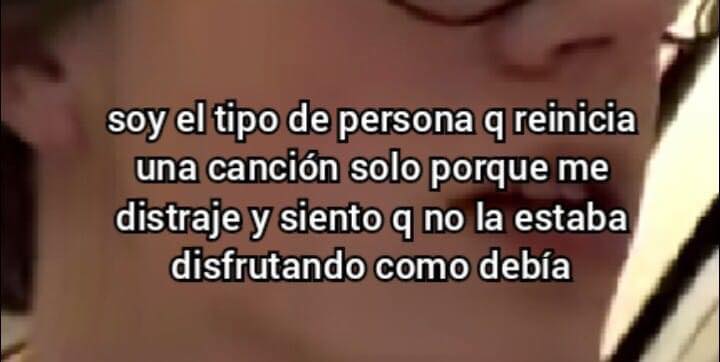 soy el tipo de persona q reinicia
una canción solo porque me
distraje y siento q no la estaba
disfrutando como debía